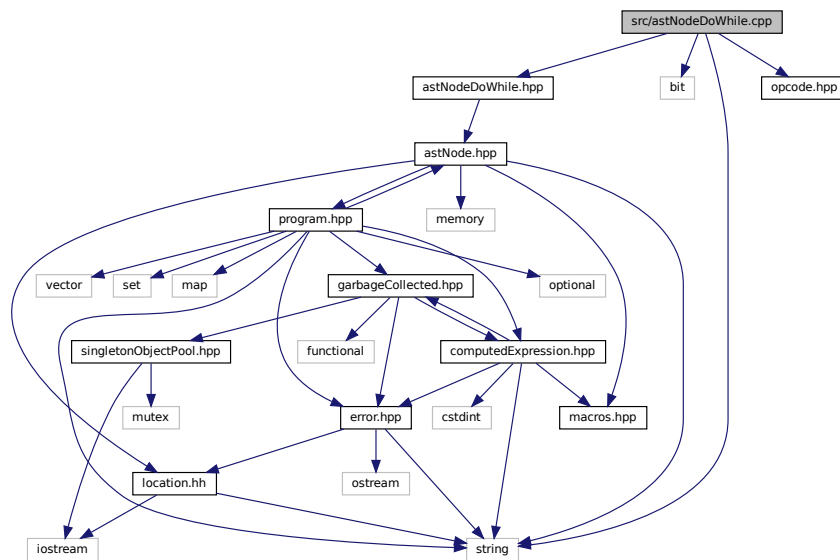 src/astNodeDoWhile.cpp
astNodeDoWhile.hpp
bit
opcode.hpp
astNode.hpp
program.hpp
memory
vector
set
map
garbageCollected.hpp
optional
singletonObjectPool.hpp
functional
computedExpression.hpp
mutex
error.hpp
cstdint
macros.hpp
location.hh
ostream
iostream
string